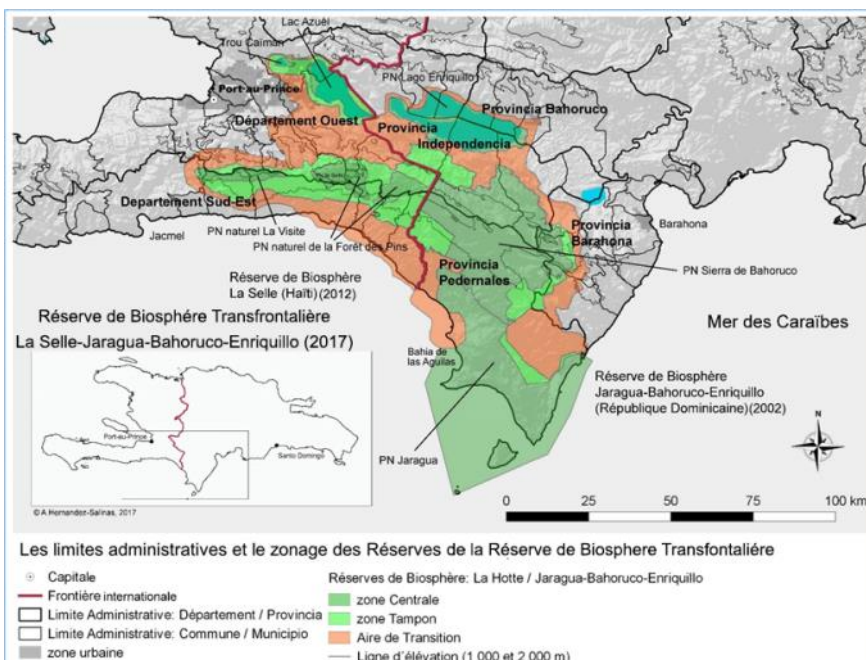 Lac Azuëi
Trou Caïman
PN Lago Enriquillo
Port-au-Prince
Provincia Bahoruco
Département Ouest
Provincia
Independencia
Departement Sud-Est
Jacmel
PN naturel La Visite
PN naturel de la Forêt des Pins
Provincia
Barahona
Barahona
PN Sierra de Bahoruco
Provincia
Pedernales
Réserve de Biosphère
La Selle (Haïti) (2012)
Réserve de Biosphére Transfrontalière
La Selle-Jaragua-Bahoruco-Enriquillo (2017)
Mer des Caraïbes
Bahia de
las Aguilas
Réserve de Biosphère
Jaragua-Bahoruco-Enriquillo
(République Dominicaine)(2002)
PN Jaragua
Port-au-Prince
Santo Domingo
N
© A Hernandez-Salinas, 2017
0 25 50 75 100 km
Les limites administratives et le zonage des Réserves de la Réserve de Biosphere Transfontaliére
Capitale
Frontière internationale
Limite Administrative: Département / Provincia
Limite Administrative: Commune / Municipio
zone urbaine
Réserves de Biosphère: La Hotte / Jaragua-Bahoruco-Enriquillo
zone Centrale
zone Tampon
Aire de Transition
Ligne d´élévation (1 000 et 2 000 m)